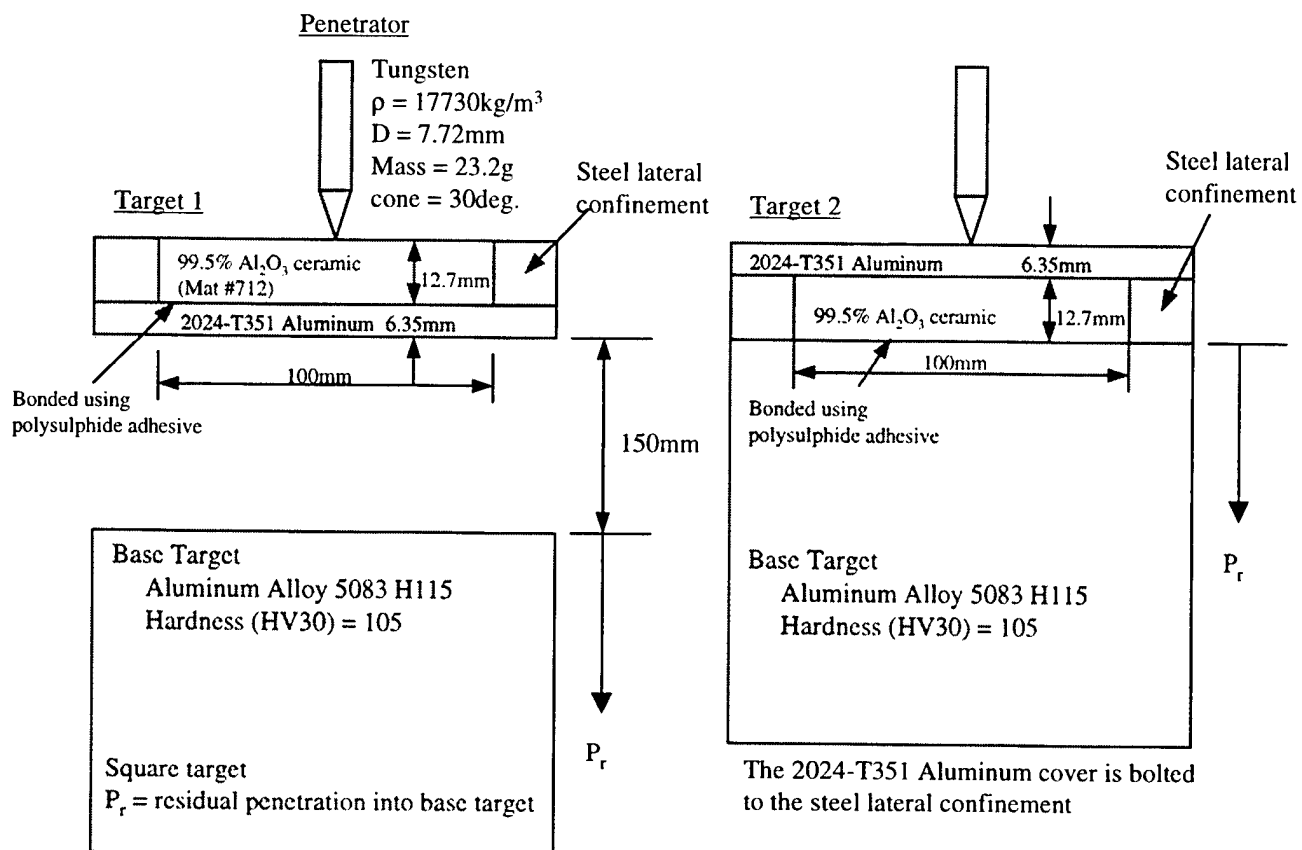 Penetrator
Tungsten
ρ = 17730kg/m³
D = 7.72mm
Mass = 23.2g
cone = 30deg.
Steel lateral
confinement
Target 1
99.5% Al₂O₃ ceramic
(Mat #712)
12.7mm
2024-T351 Aluminum 6.35mm
100mm
Bonded using
polysulphide adhesive
150mm
Base Target
Aluminum Alloy 5083 H115
Hardness (HV30) = 105
Square target
Pᵣ = residual penetration into base target
Pᵣ
Steel lateral
confinement
Target 2
2024-T351 Aluminum 6.35mm
99.5% Al₂O₃ ceramic
12.7mm
100mm
Bonded using
polysulphide adhesive
Base Target
Aluminum Alloy 5083 H115
Hardness (HV30) = 105
Pᵣ
The 2024-T351 Aluminum cover is bolted
to the steel lateral confinement